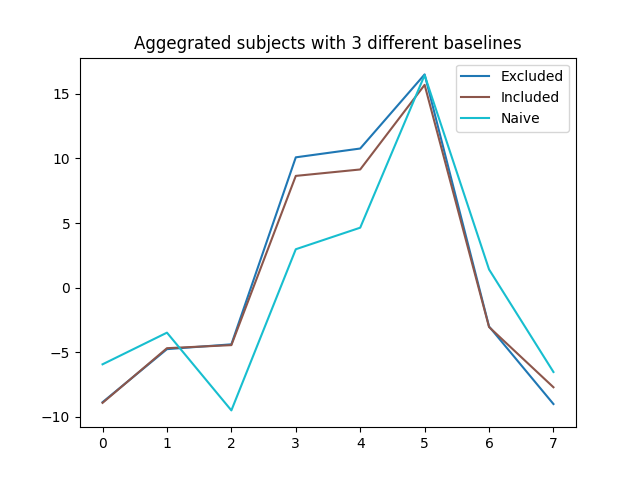 Aggegrated subjects with 3 different baselines
Excluded
Included
Naive
15
10
5
0
−5
−10
0 1 2 3 4 5 6 7